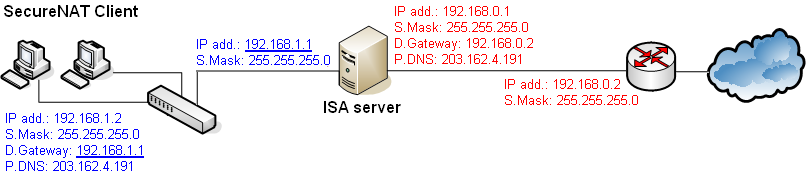 SecureNAT Client
IP add.: 192.168.1.1
S.Mask: 255.255.255.0
IP add.: 192.168.0.1
S.Mask: 255.255.255.0
D.Gateway: 192.168.0.2
P.DNS: 203.162.4.191
ISA server
IP add.: 192.168.0.2
S.Mask: 255.255.255.0
IP add.: 192.168.1.2
S.Mask: 255.255.255.0
D.Gateway: 192.168.1.1
P.DNS: 203.162.4.191